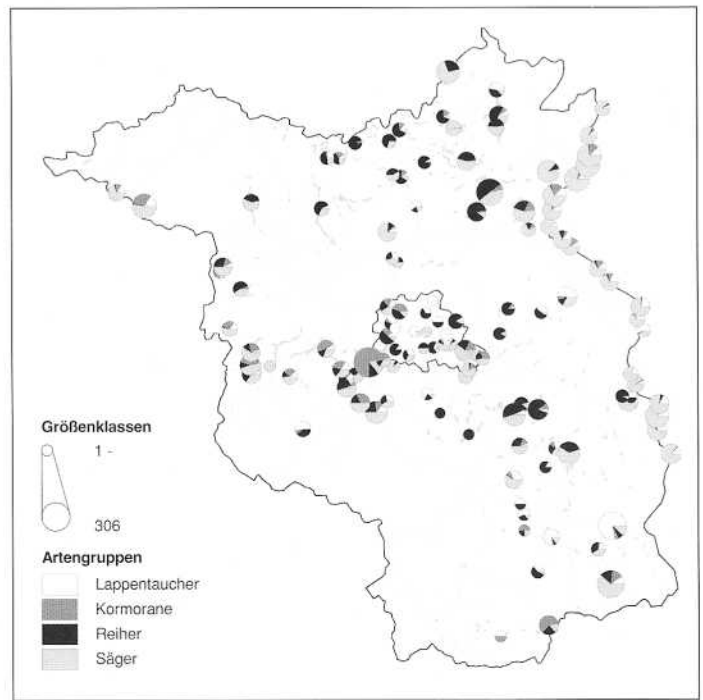 Größenklassen
1 -
306
Artengruppen
Lappentaucher
Kormorane
Reiher
Säger